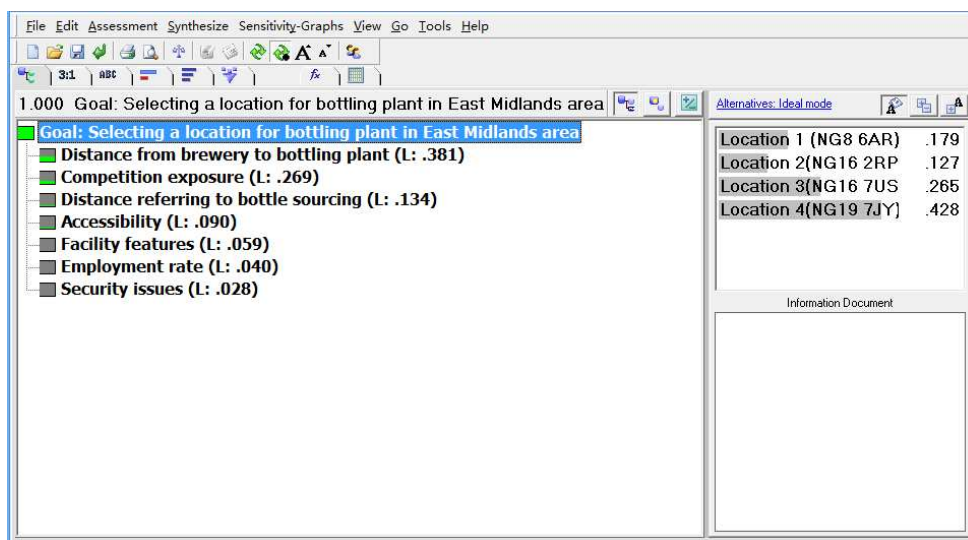 File Edit Assessment Synthesize Sensitivity-Graphs View Go Tools Help
A A
3:1 ABC fx
1.000 Goal: Selecting a location for bottling plant in East Midlands area
Goal: Selecting a location for bottling plant in East Midlands area
Distance from brewery to bottling plant (L: .381)
Competition exposure (L: .269)
Distance referring to bottle sourcing (L: .134)
Accessibility (L: .090)
Facility features (L: .059)
Employment rate (L: .040)
Security issues (L: .028)
Alternatives: Ideal mode
Location 1 (NG8 6AR) .179
Location 2(NG16 2RP .127
Location 3(NG16 7US .265
Location 4(NG19 7JY) .428
Information Document